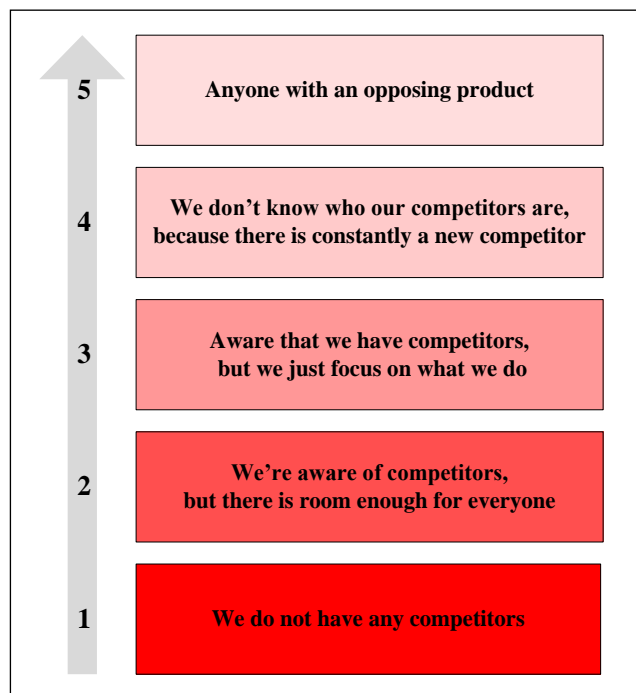 5
Anyone with an opposing product
4
We don’t know who our competitors are,
because there is constantly a new competitor
3
Aware that we have competitors,
but we just focus on what we do
2
We’re aware of competitors,
but there is room enough for everyone
1
We do not have any competitors